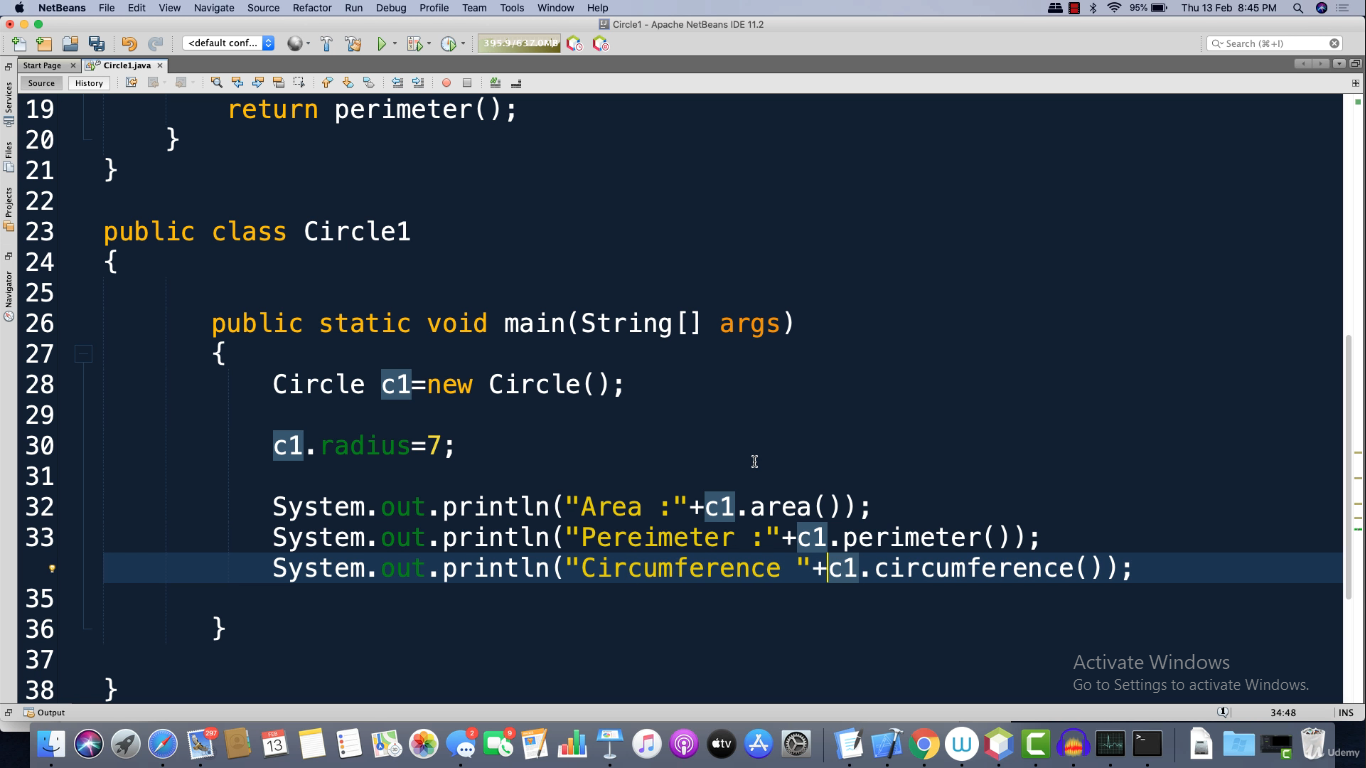 NetBeans File Edit View Navigate Source Refactor Run Debug Profile Team Tools Window Help 95% Thu 13 Feb 8:45 PM
Circle1 - Apache NetBeans IDE 11.2
<default conf... 395.9/637.0MB Search (⌘+I)
Start Page Circle1.java
Source History
Services
Files
Projects
Navigator
19 return perimeter();
20 }
21 }
22
23 public class Circle1
24 {
25
26 public static void main(String[] args)
27 {
28 Circle c1=new Circle();
29
30 c1.radius=7;
31
32 System.out.println("Area :"+c1.area());
33 System.out.println("Pereimeter :"+c1.perimeter());
System.out.println("Circumference "+c1.circumference());
35
36 }
37
38 }
Activate Windows
Go to Settings to activate Windows.
Output 34:48 INS
297 FEB 13 2 9 tv W C
Udemy